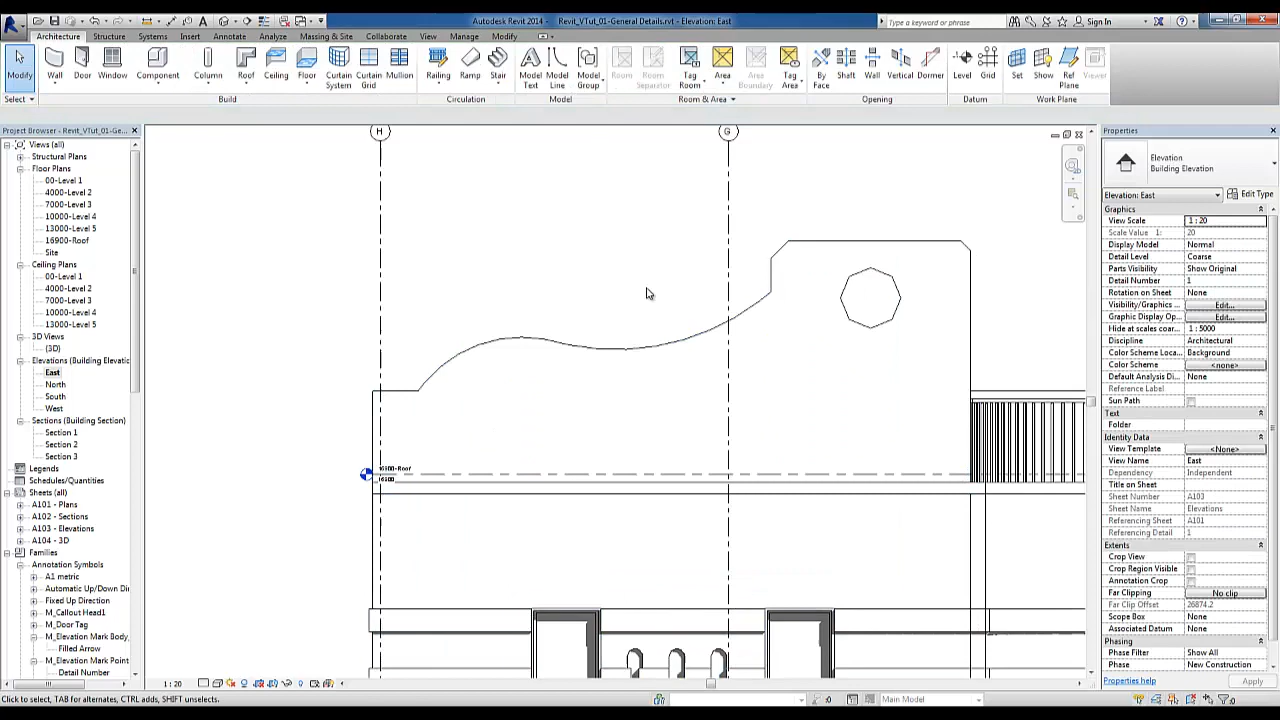 Autodesk Revit 2014 - Revit_VTut_01-General Details.rvt - Elevation: East
Type a keyword or phrase
Sign In
Architecture Structure Systems Insert Annotate Analyze Massing & Site Collaborate View Manage Modify
Modify Wall Door Window Component Column Roof Ceiling Floor Curtain System Curtain Grid Mullion Railing Ramp Stair Model Text Model Line Model Group Room Room Separator Tag Room Area Area Boundary Tag Area By Face Shaft Wall Vertical Dormer Level Grid Set Show Ref Plane Viewer
Select Build Circulation Model Room & Area Opening Datum Work Plane
Project Browser - Revit_VTut_01-Ge...
Views (all)
Structural Plans
Floor Plans
00-Level 1
4000-Level 2
7000-Level 3
10000-Level 4
13000-Level 5
16900-Roof
Site
Ceiling Plans
00-Level 1
4000-Level 2
7000-Level 3
10000-Level 4
13000-Level 5
3D Views
(3D)
Elevations (Building Elevatic
East
North
South
West
Sections (Building Section)
Section 1
Section 2
Section 3
Legends
Schedules/Quantities
Sheets (all)
A101 - Plans
A102 - Sections
A103 - Elevations
A104 - 3D
Families
Annotation Symbols
A1 metric
Automatic Up/Down Dir
Fixed Up Direction
M_Callout Head1
M_Door Tag
M_Elevation Mark Body_
Filled Arrow
M_Elevation Mark Point
Detail Number
H
G
16900-Roof
16900
Properties
Elevation
Building Elevation
Elevation: East
Edit Type
Graphics
View Scale 1 : 20
Scale Value 1: 20
Display Model Normal
Detail Level Coarse
Parts Visibility Show Original
Detail Number 1
Rotation on Sheet None
Visibility/Graphics ... Edit...
Graphic Display Op... Edit...
Hide at scales coar... 1 : 5000
Discipline Architectural
Color Scheme Loca... Background
Color Scheme <none>
Default Analysis Di... None
Reference Label
Sun Path
Text
Folder
Identity Data
View Template <None>
View Name East
Dependency Independent
Title on Sheet
Sheet Number A103
Sheet Name Elevations
Referencing Sheet A101
Referencing Detail 1
Extents
Crop View
Crop Region Visible
Annotation Crop
Far Clipping No clip
Far Clip Offset 26874.2
Scope Box None
Associated Datum None
Phasing
Phase Filter Show All
Phase New Construction
Properties help
Apply
1 : 20
Click to select, TAB for alternates, CTRL adds, SHIFT unselects.
:0
Main Model
:0